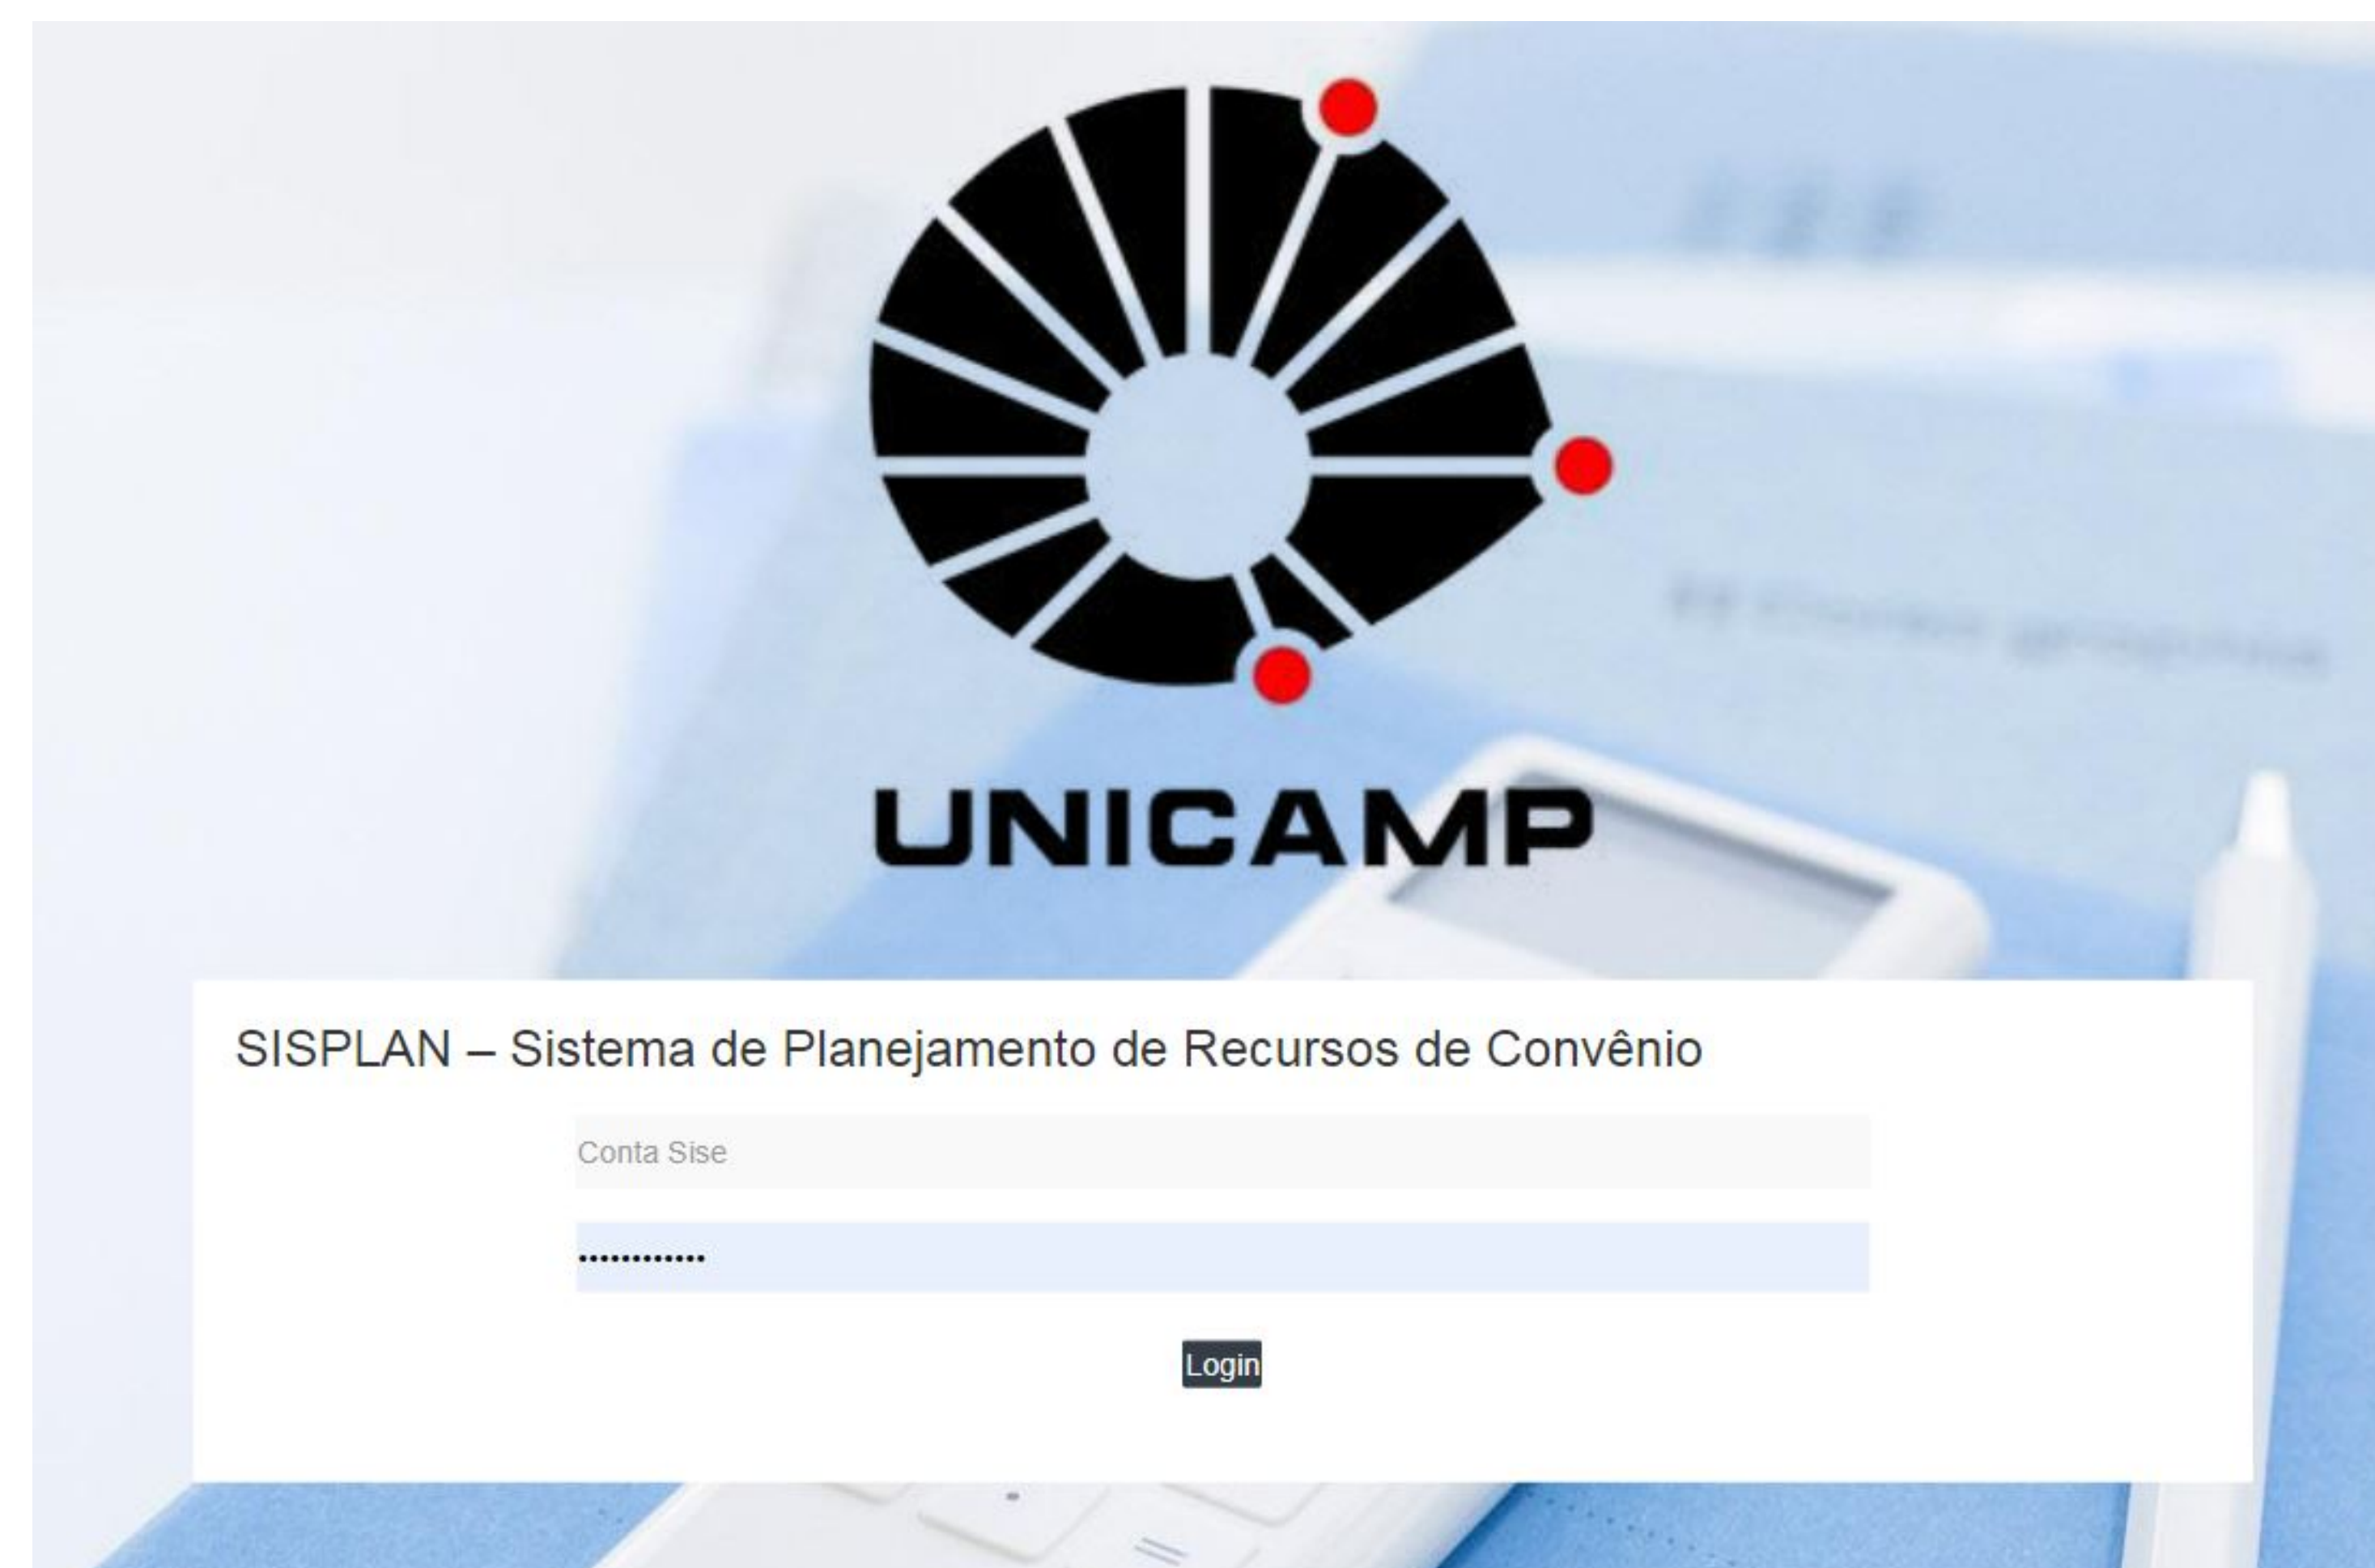 UNICAMP
SISPLAN – Sistema de Planejamento de Recursos de Convênio
Conta Sise
••••••••••••
Login